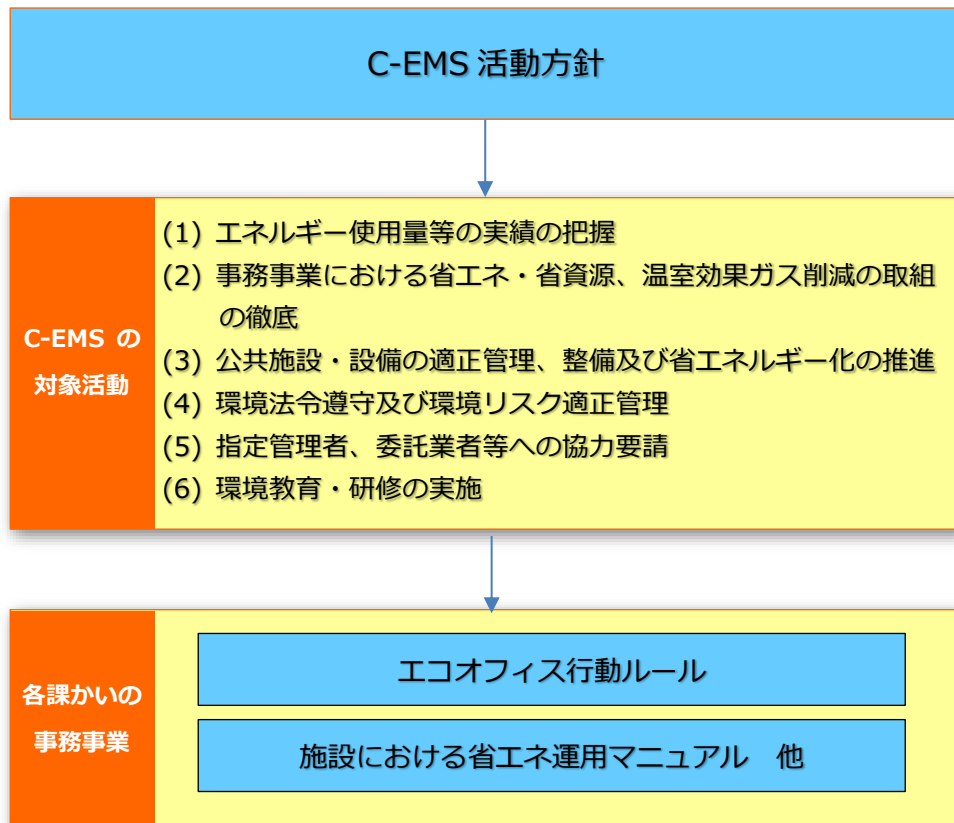 C-EMS 活動方針
C-EMS の
対象活動
(1) エネルギー使用量等の実績の把握
(2) 事務事業における省エネ・省資源、温室効果ガス削減の取組
の徹底
(3) 公共施設・設備の適正管理、整備及び省エネルギー化の推進
(4) 環境法令遵守及び環境リスク適正管理
(5) 指定管理者、委託業者等への協力要請
(6) 環境教育・研修の実施
各課かいの
事務事業
エコオフィス行動ルール
施設における省エネ運用マニュアル　他